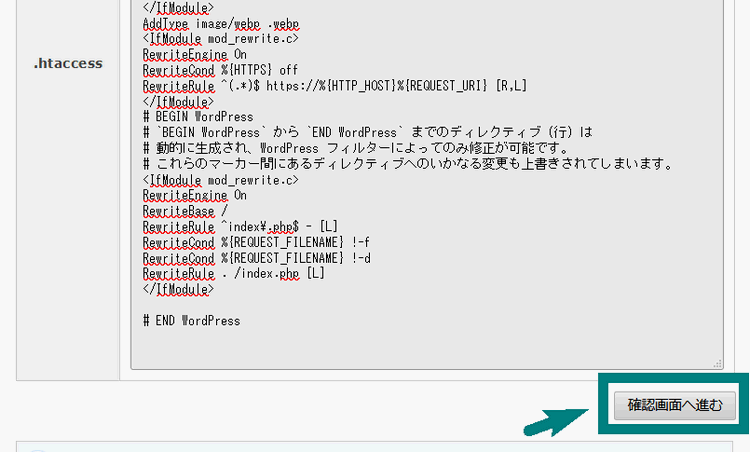 </IfModule>
AddType image/webp .webp
<IfModule mod_rewrite.c>
RewriteEngine On
.htaccess
RewriteCond %{HTTPS} off
RewriteRule ^(.*)$ https://%{HTTP_HOST}%{REQUEST_URI} [R,L]
</IfModule>
# BEGIN WordPress
# `BEGIN WordPress` から `END WordPress` までのディレクティブ (行) は
# 動的に生成され、WordPress フィルターによってのみ修正が可能です。
# これらのマーカー間にあるディレクティブへのいかなる変更も上書きされてしまいます。
<IfModule mod_rewrite.c>
RewriteEngine On
RewriteBase /
RewriteRule ^index¥.php$ - [L]
RewriteCond %{REQUEST_FILENAME} !-f
RewriteCond %{REQUEST_FILENAME} !-d
RewriteRule . /index.php [L]
</IfModule>
# END WordPress
確認画面へ進む